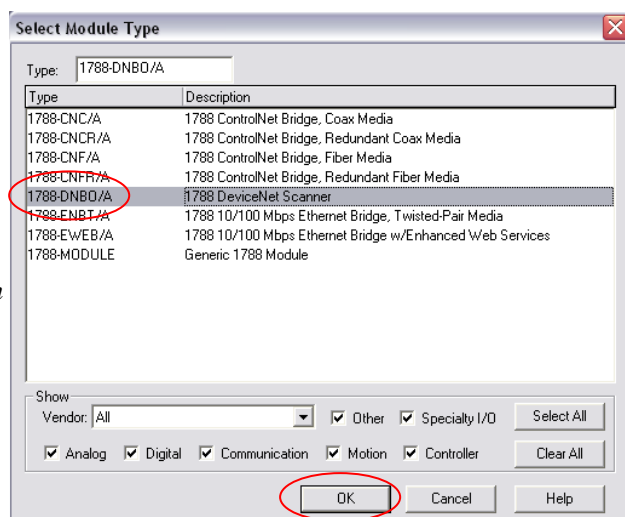 Select Module Type
Type: 1788-DNBO/A
Type Description
1788-CNC/A 1788 ControlNet Bridge, Coax Media
1788-CNCR/A 1788 ControlNet Bridge, Redundant Coax Media
1788-CNF/A 1788 ControlNet Bridge, Fiber Media
1788-CNFR/A 1788 ControlNet Bridge, Redundant Fiber Media
1788-DNBO/A 1788 DeviceNet Scanner
1788-ENBT/A 1788 10/100 Mbps Ethernet Bridge, Twisted-Pair Media
1788-EWEB/A 1788 10/100 Mbps Ethernet Bridge w/Enhanced Web Services
1788-MODULE Generic 1788 Module
Show
Vendor: All Other Specialty I/O Select All
Analog Digital Communication Motion Controller Clear All
OK Cancel Help